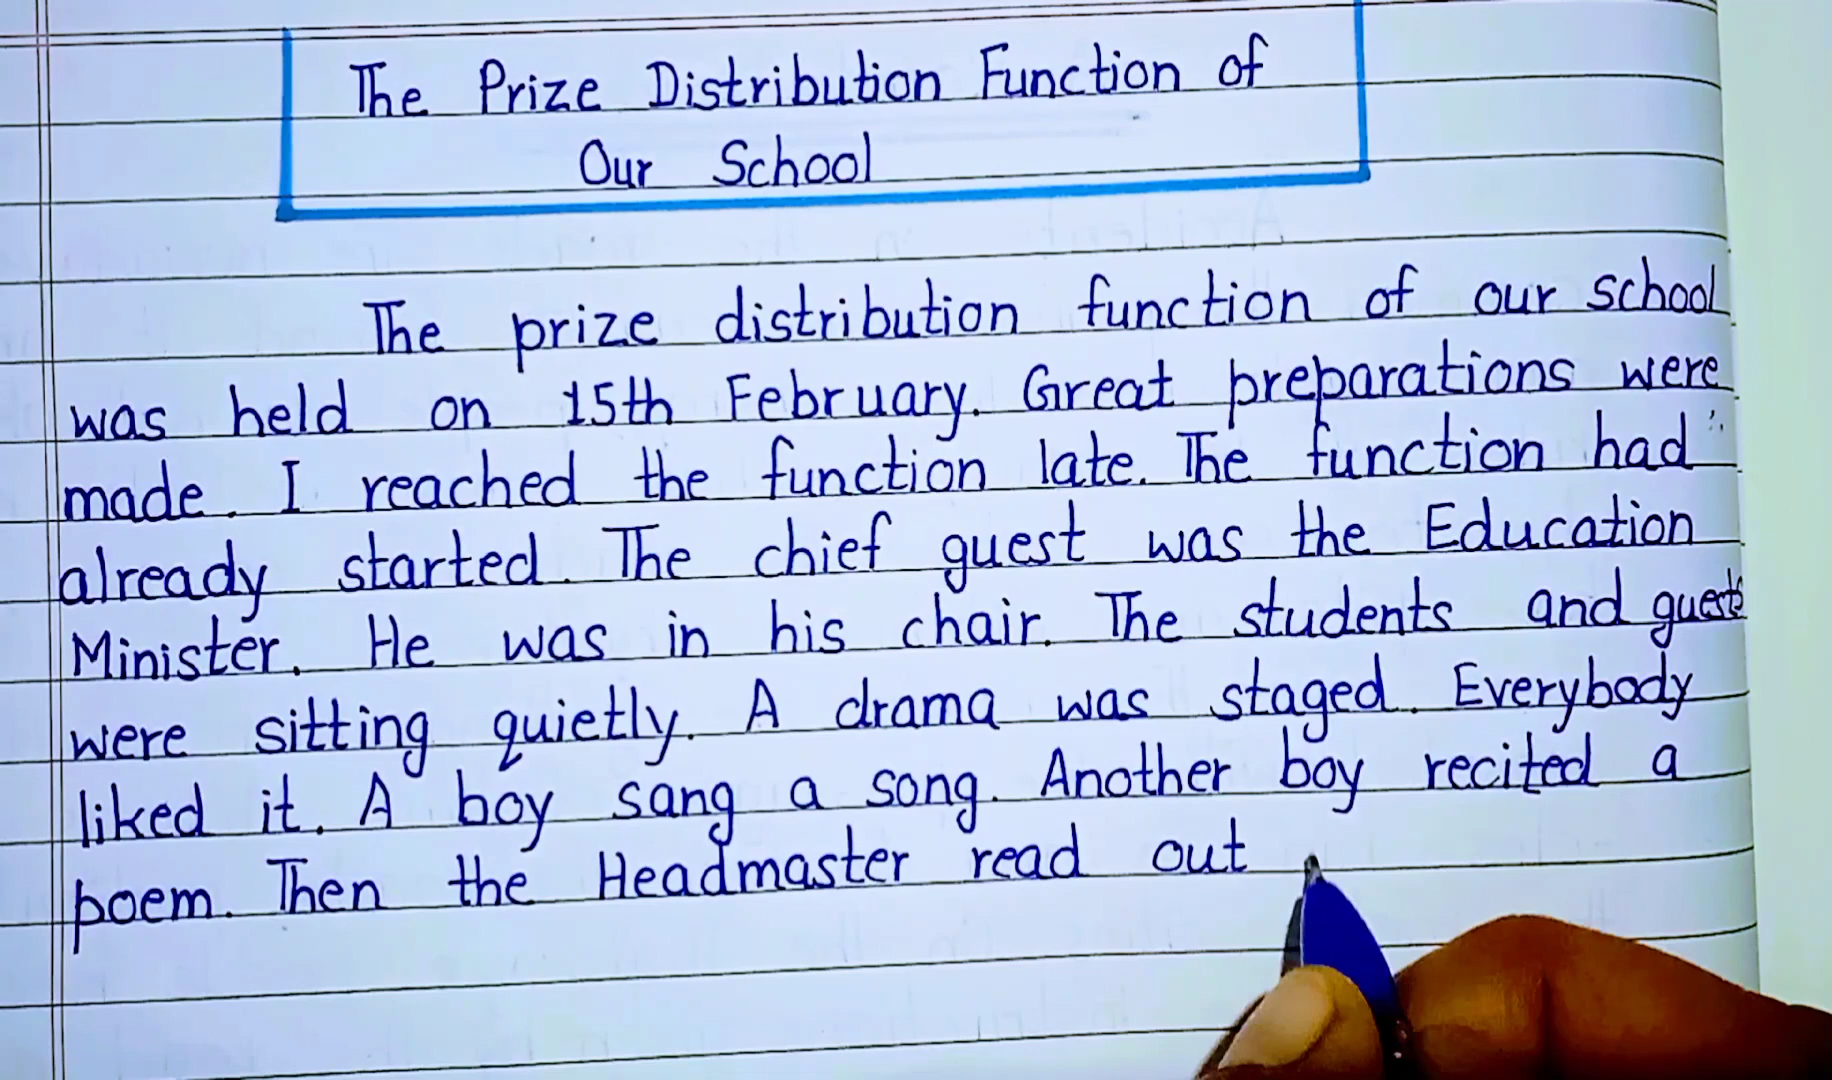 The Prize Distribution Function of
Our School
The prize distribution function of our school
was held on 15th February. Great preparations were
made. I reached the function late. The function had
already started. The chief guest was the Education
Minister. He was in his chair. The students and guests
were sitting quietly. A drama was staged. Everybody
liked it. A boy sang a song. Another boy recited a
poem. Then the Headmaster read out